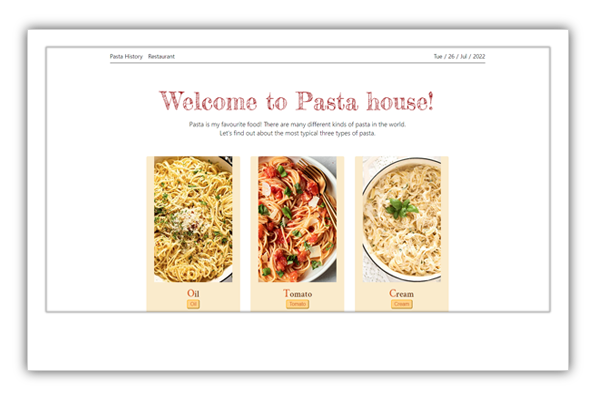 Pasta History Restaurant Tue / 26 / Jul / 2022
Welcome to Pasta house!
Pasta is my favourite food! There are many different kinds of pasta in the world.
Let's find out about the most typical three types of pasta.
Oil Tomato Cream
Oil Tomato Cream